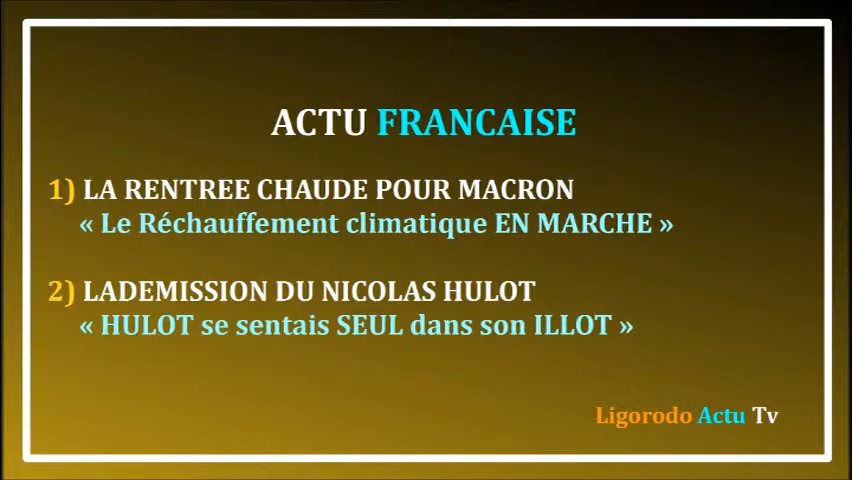 ACTU FRANCAISE
1) LA RENTREE CHAUDE POUR MACRON
« Le Réchauffement climatique EN MARCHE »
2) LADEMISSION DU NICOLAS HULOT
« HULOT se sentais SEUL dans son ILLOT »
Ligorodo Actu Tv